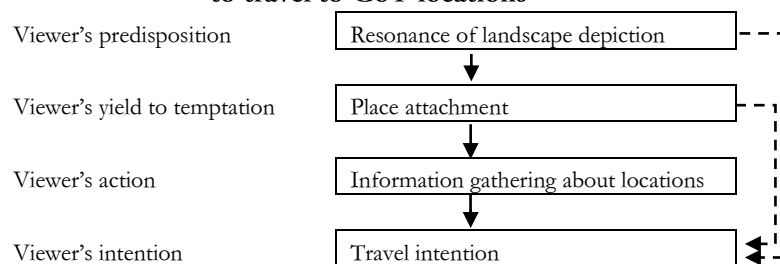 to travel to GoT locations
Viewer's predisposition Resonance of landscape depiction
Viewer's yield to temptation Place attachment
Viewer's action Information gathering about locations
Viewer's intention Travel intention